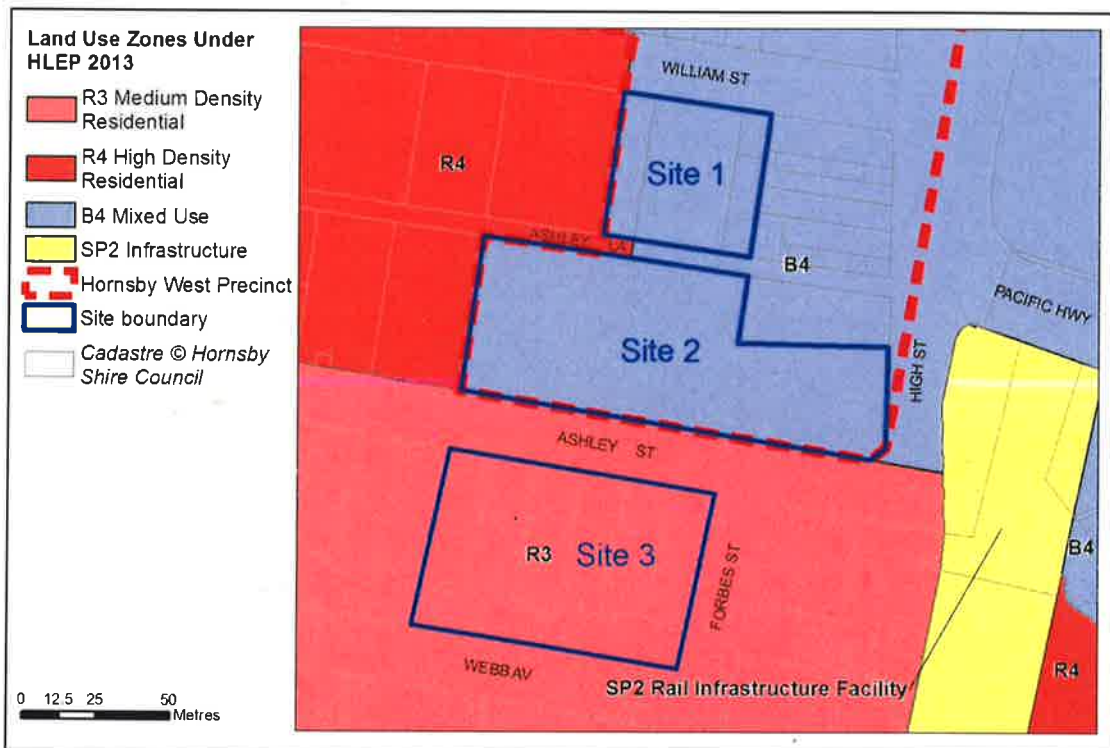 Land Use Zones Under
HLEP 2013
R3 Medium Density
Residential
R4 High Density
Residential
B4 Mixed Use
SP2 Infrastructure
Hornsby West Precinct
Site boundary
Cadastre © Hornsby
Shire Council
0 12.5 25 50
Metres
WILLIAM ST
R4
Site 1
ASHLEY LA
B4
PACIFIC HWY
Site 2
HIGH ST
ASHLEY ST
R3 Site 3
FORBES ST
B4
WEBB AV
R4
SP2 Rail Infrastructure Facility